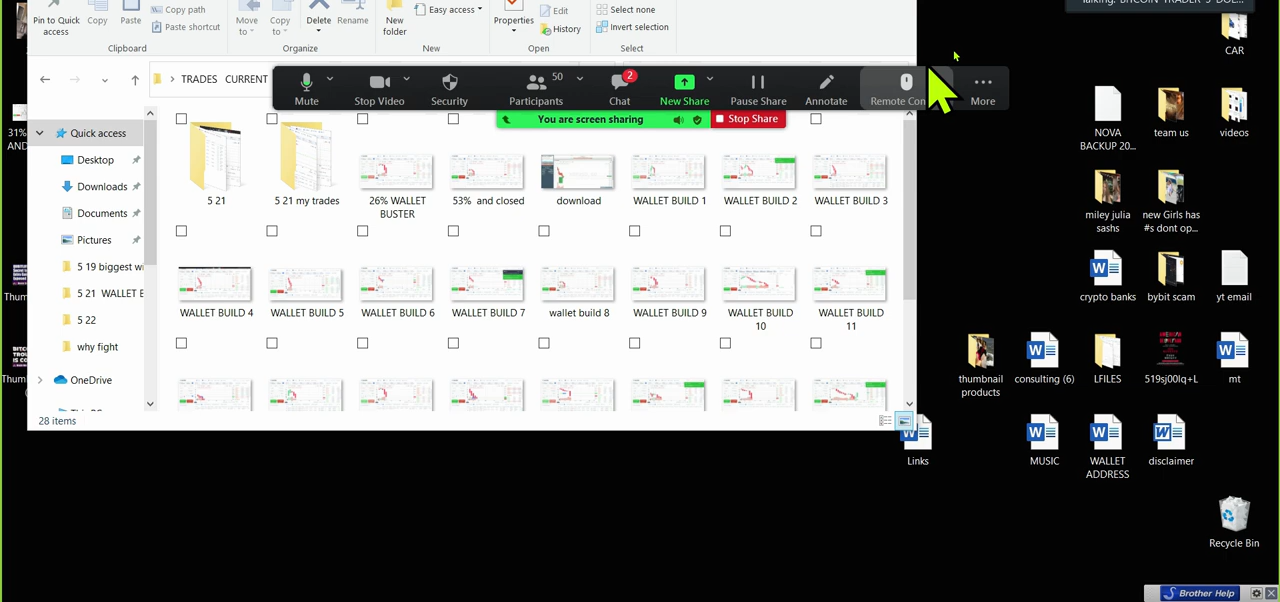 Talking: BITCOIN-TRADER'S-DOE...
Pin to Quick access
Copy
Paste
Copy path
Paste shortcut
Move to
Copy to
Delete
Rename
New folder
Easy access
Properties
Edit
History
Select none
Invert selection
Clipboard
Organize
New
Open
Select
TRADES CURRENT
Mute
Stop Video
Security
Participants
50
Chat
2
New Share
Pause Share
Annotate
Remote Con
More
You are screen sharing
Stop Share
Quick access
Desktop
Downloads
Documents
Pictures
5 19 biggest wi
5 21 WALLET B
5 22
why fight
OneDrive
5 21
5 21 my trades
26% WALLET BUSTER
53% and closed
download
WALLET BUILD 1
WALLET BUILD 2
WALLET BUILD 3
WALLET BUILD 4
WALLET BUILD 5
WALLET BUILD 6
WALLET BUILD 7
wallet build 8
WALLET BUILD 9
WALLET BUILD 10
WALLET BUILD 11
28 items
31%
AND
Thum
Thum
CAR
NOVA BACKUP 20...
team us
videos
miley julia sashs
new Girls has #s dont op...
crypto banks
bybit scam
yt email
thumbnail products
consulting (6)
LFILES
519sj00lq+L
mt
Links
MUSIC
WALLET ADDRESS
disclaimer
Recycle Bin
Brother Help